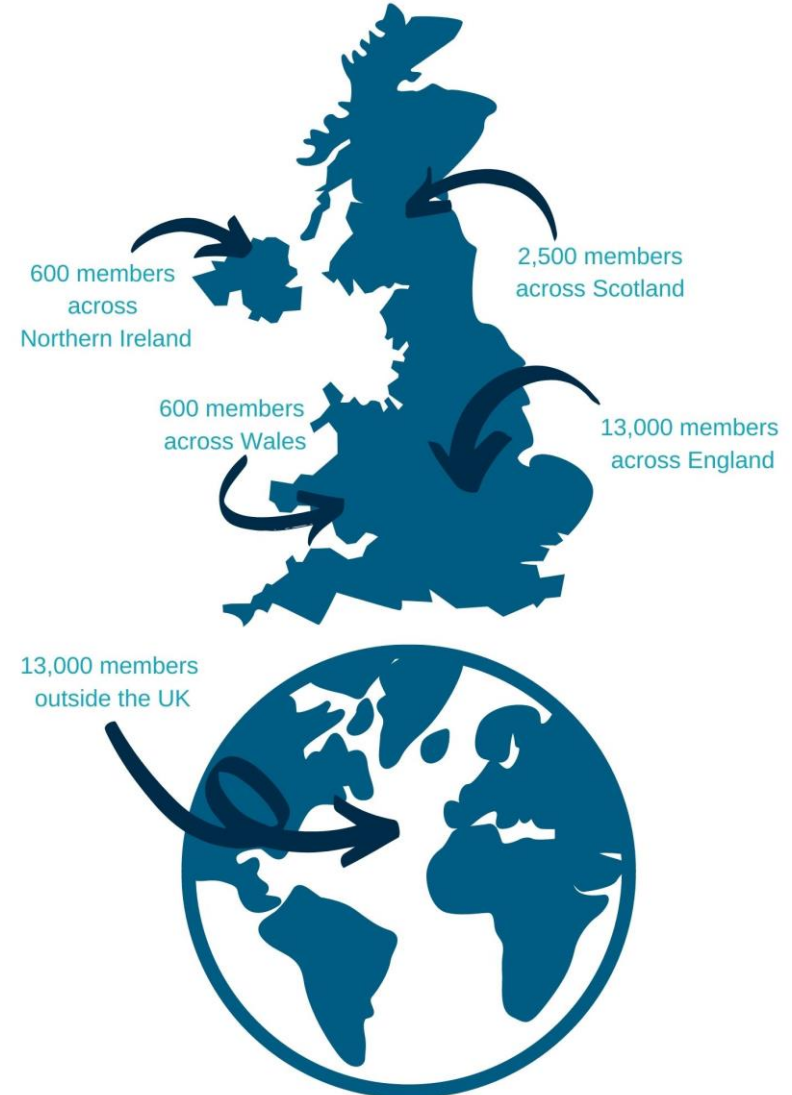 2,500 members
across Scotland
600 members
across
Northern Ireland
600 members
across Wales
13,000 members
across England
13,000 members
outside the UK